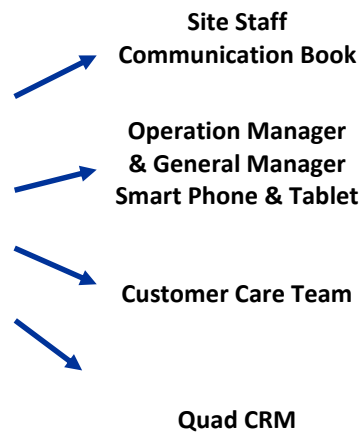 Site Staff
Communication Book
Operation Manager
& General Manager
Smart Phone & Tablet
Customer Care Team
Quad CRM